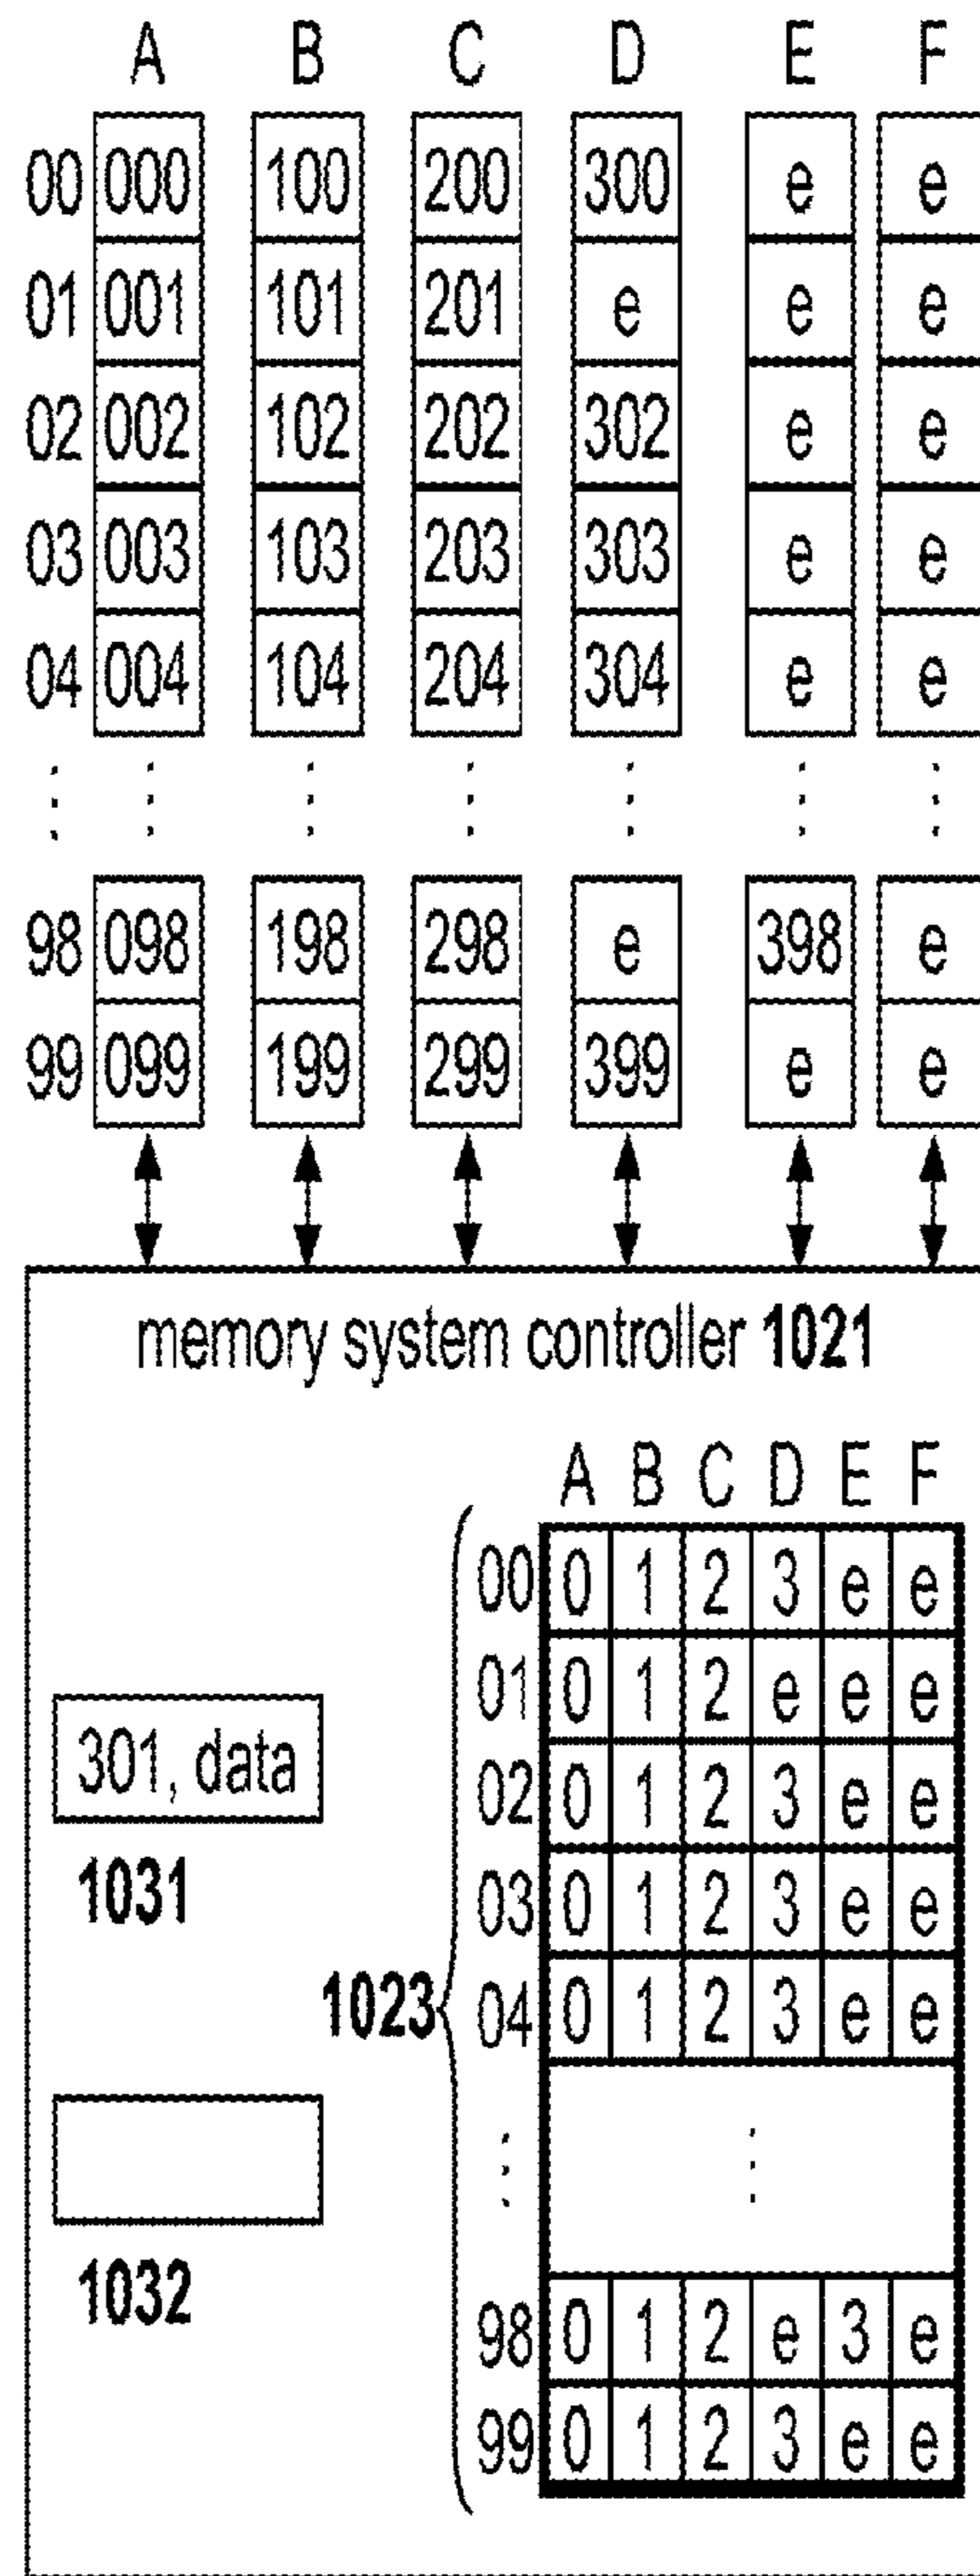 A B C D E F
00 000 100 200 300 e e
01 001 101 201 e e e
02 002 102 202 302 e e
03 003 103 203 303 e e
04 004 104 204 304 e e
98 098 198 298 e 398 e
99 099 199 299 399 e e
memory system controller 1021
A B C D E F
00 0 1 2 3 e e
01 0 1 2 e e e
301, data
02 0 1 2 3 e e
1031
03 0 1 2 3 e e
1023
04 0 1 2 3 e e
1032
98 0 1 2 e 3 e
99 0 1 2 3 e e